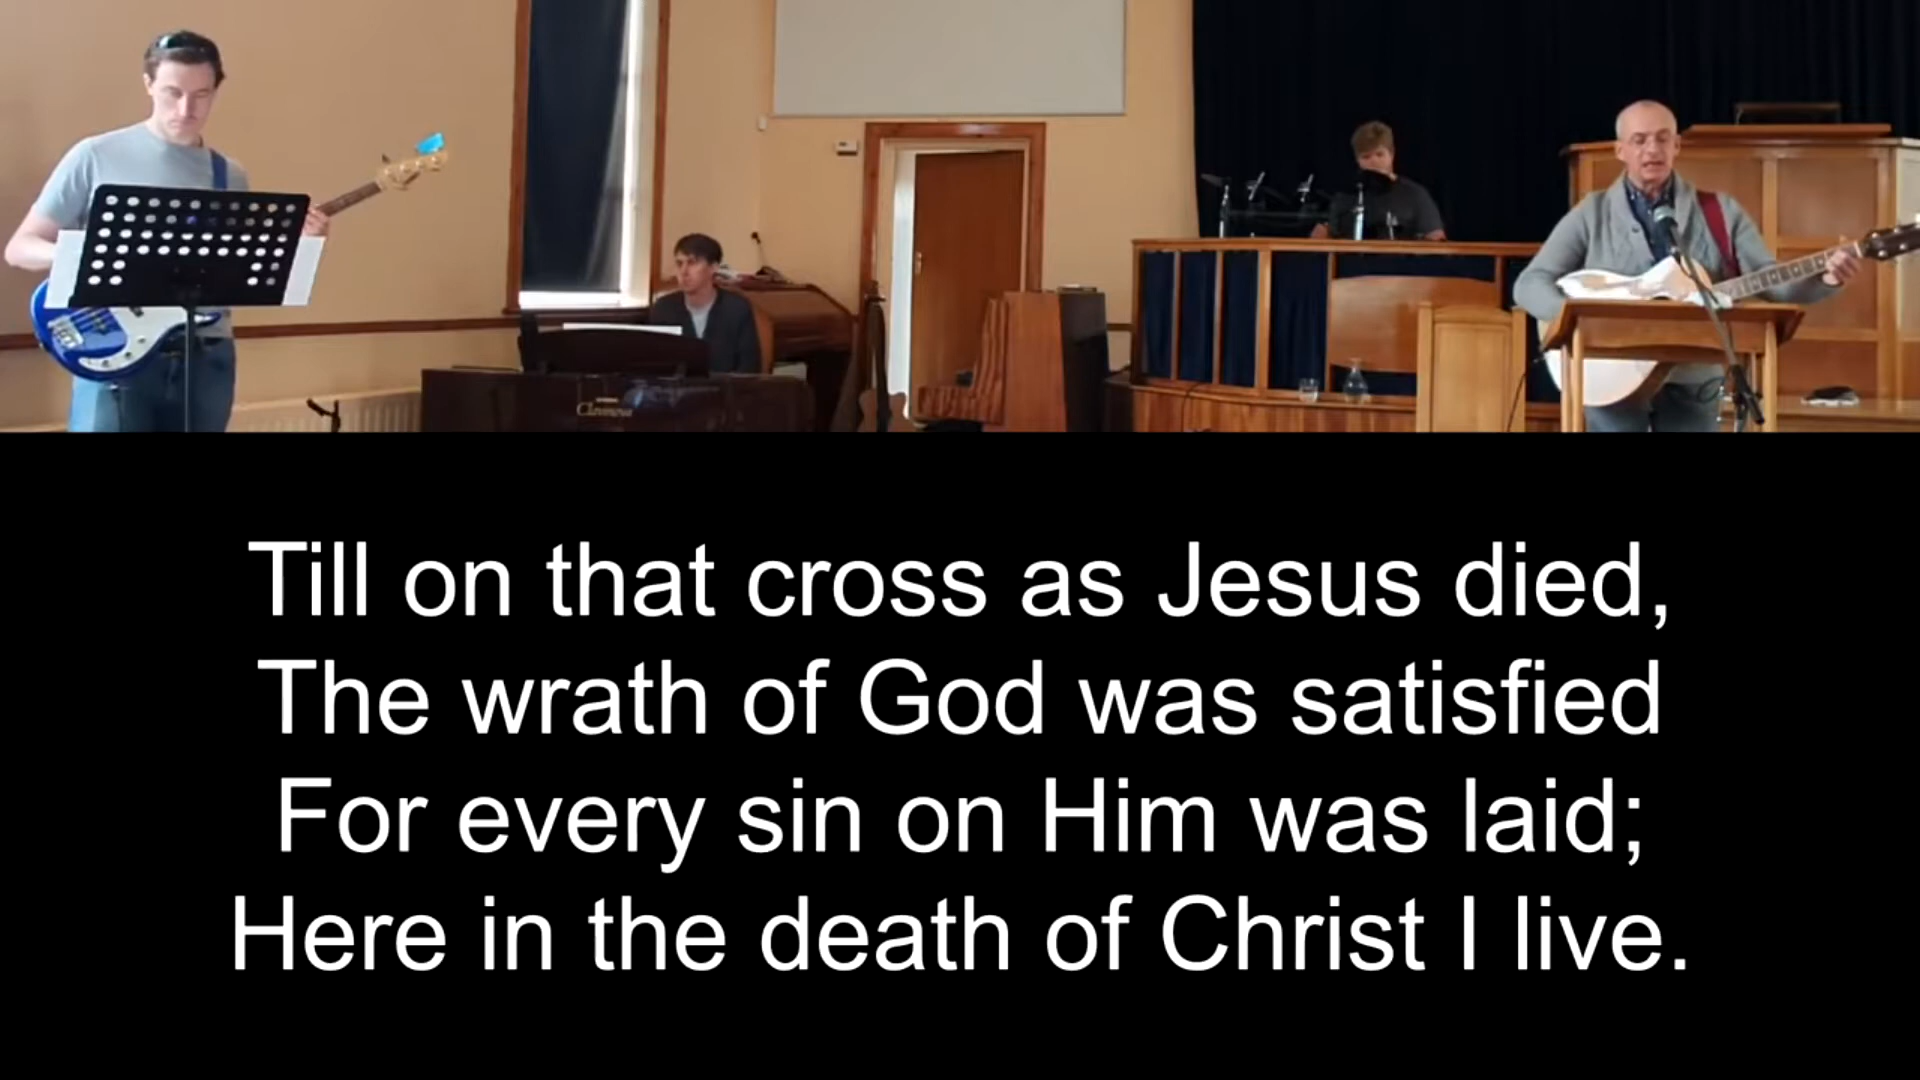 Clavinova
Till on that cross as Jesus died,
The wrath of God was satisfied
For every sin on Him was laid;
Here in the death of Christ I live.